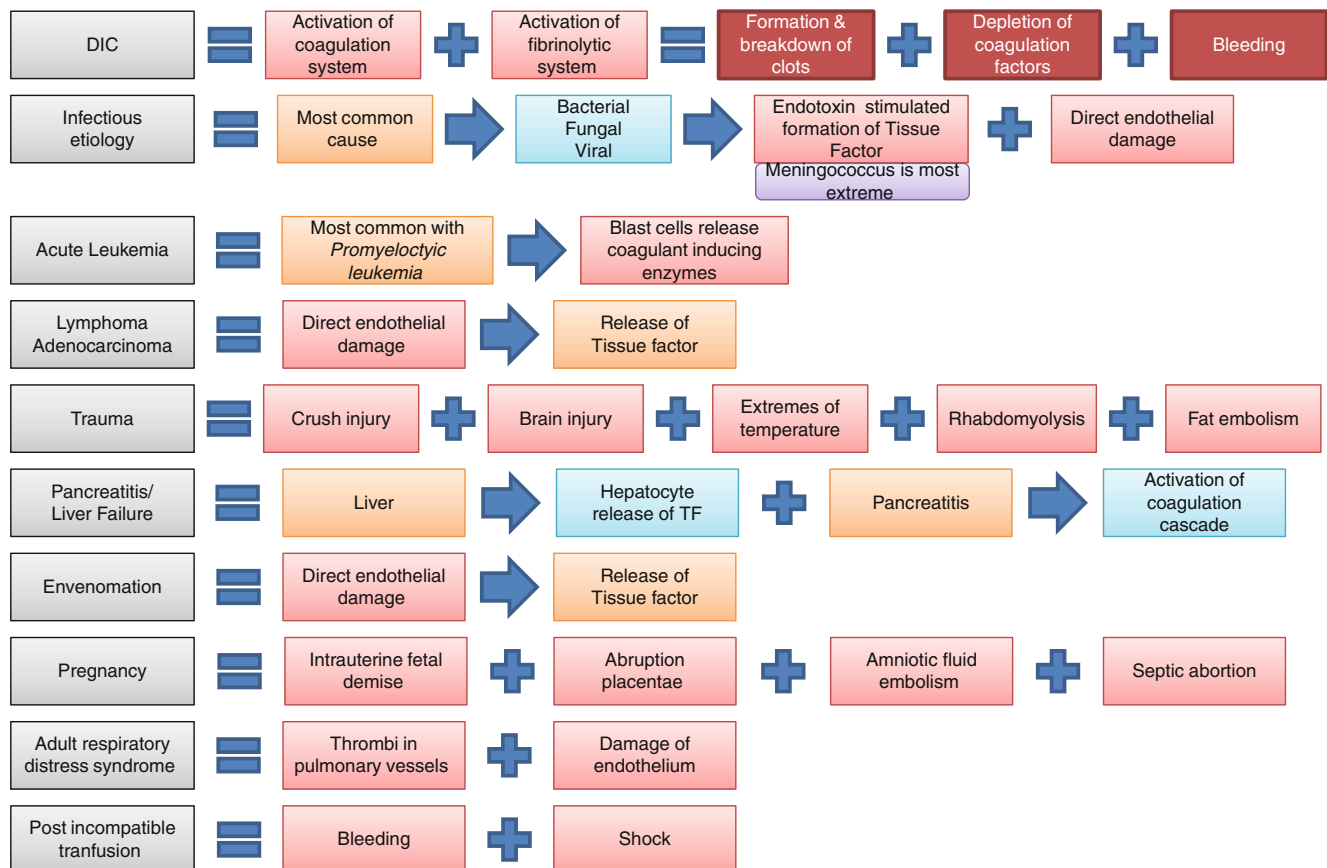 DIC
Activation of
coagulation
system
Activation of
fibrinolytic
system
Formation &
breakdown of
clots
Depletion of
coagulation
factors
Bleeding
Infectious
etiology
Most common
cause
Bacterial
Fungal
Viral
Endotoxin stimulated
formation of Tissue
Factor
Meningococcus is most
extreme
Direct endothelial
damage
Acute Leukemia
Most common with
Promyeloctyic
leukemia
Blast cells release
coagulant inducing
enzymes
Lymphoma
Adenocarcinoma
Direct endothelial
damage
Release of
Tissue factor
Trauma
Crush injury
Brain injury
Extremes of
temperature
Rhabdomyolysis
Fat embolism
Pancreatitis/
Liver Failure
Liver
Hepatocyte
release of TF
Pancreatitis
Activation of
coagulation
cascade
Envenomation
Direct endothelial
damage
Release of
Tissue factor
Pregnancy
Intrauterine fetal
demise
Abruption
placentae
Amniotic fluid
embolism
Septic abortion
Adult respiratory
distress syndrome
Thrombi in
pulmonary vessels
Damage of
endothelium
Post incompatible
tranfusion
Bleeding
Shock